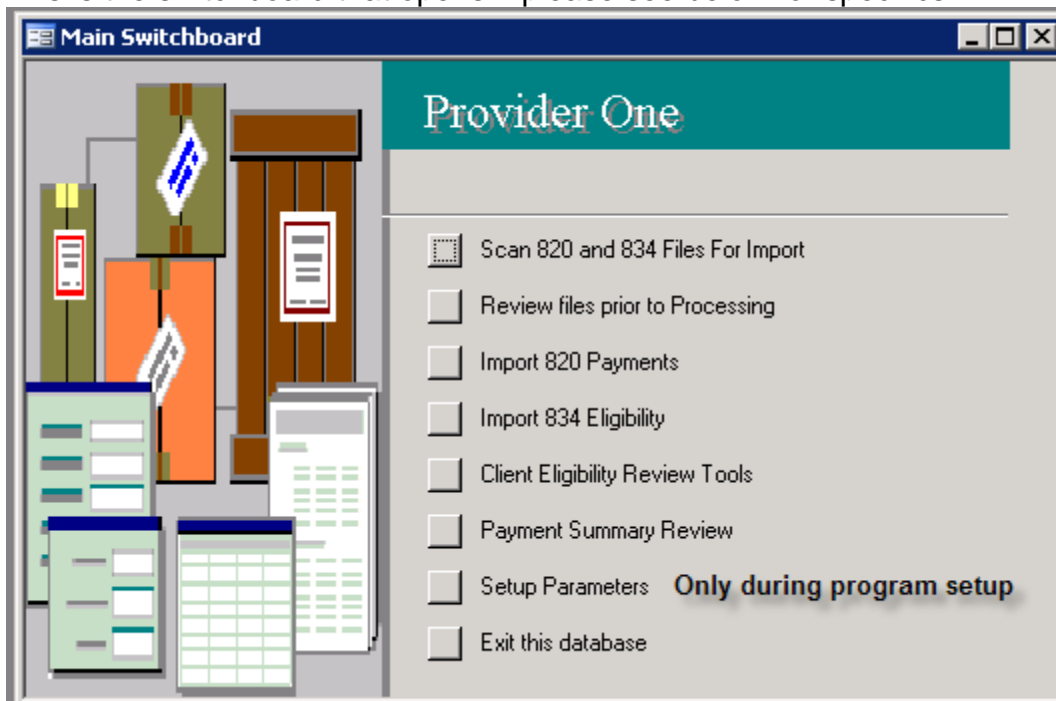 Main Switchboard
Provider One
Scan 820 and 834 Files For Import
Review files prior to Processing
Import 820 Payments
Import 834 Eligibility
Client Eligibility Review Tools
Payment Summary Review
Setup Parameters Only during program setup
Exit this database